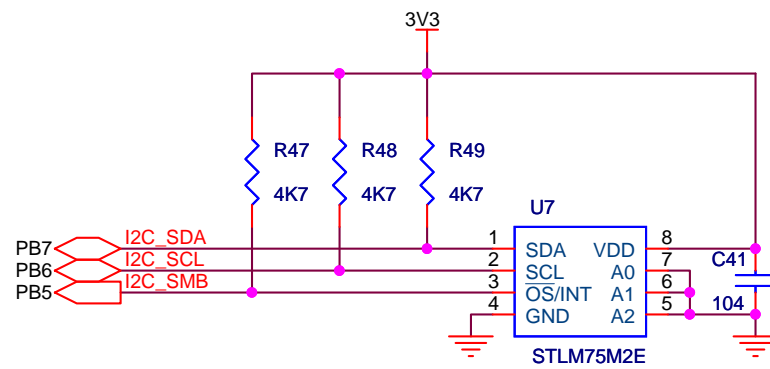 3V3
R47
R48
R49
4K7
4K7
4K7
U7
PB7
I2C_SDA
1
SDA
VDD
8
PB6
I2C_SCL
2
SCL
A0
7
C41
PB5
I2C_SMB
3
OS/INT
A1
6
4
GND
A2
5
104
STLM75M2E